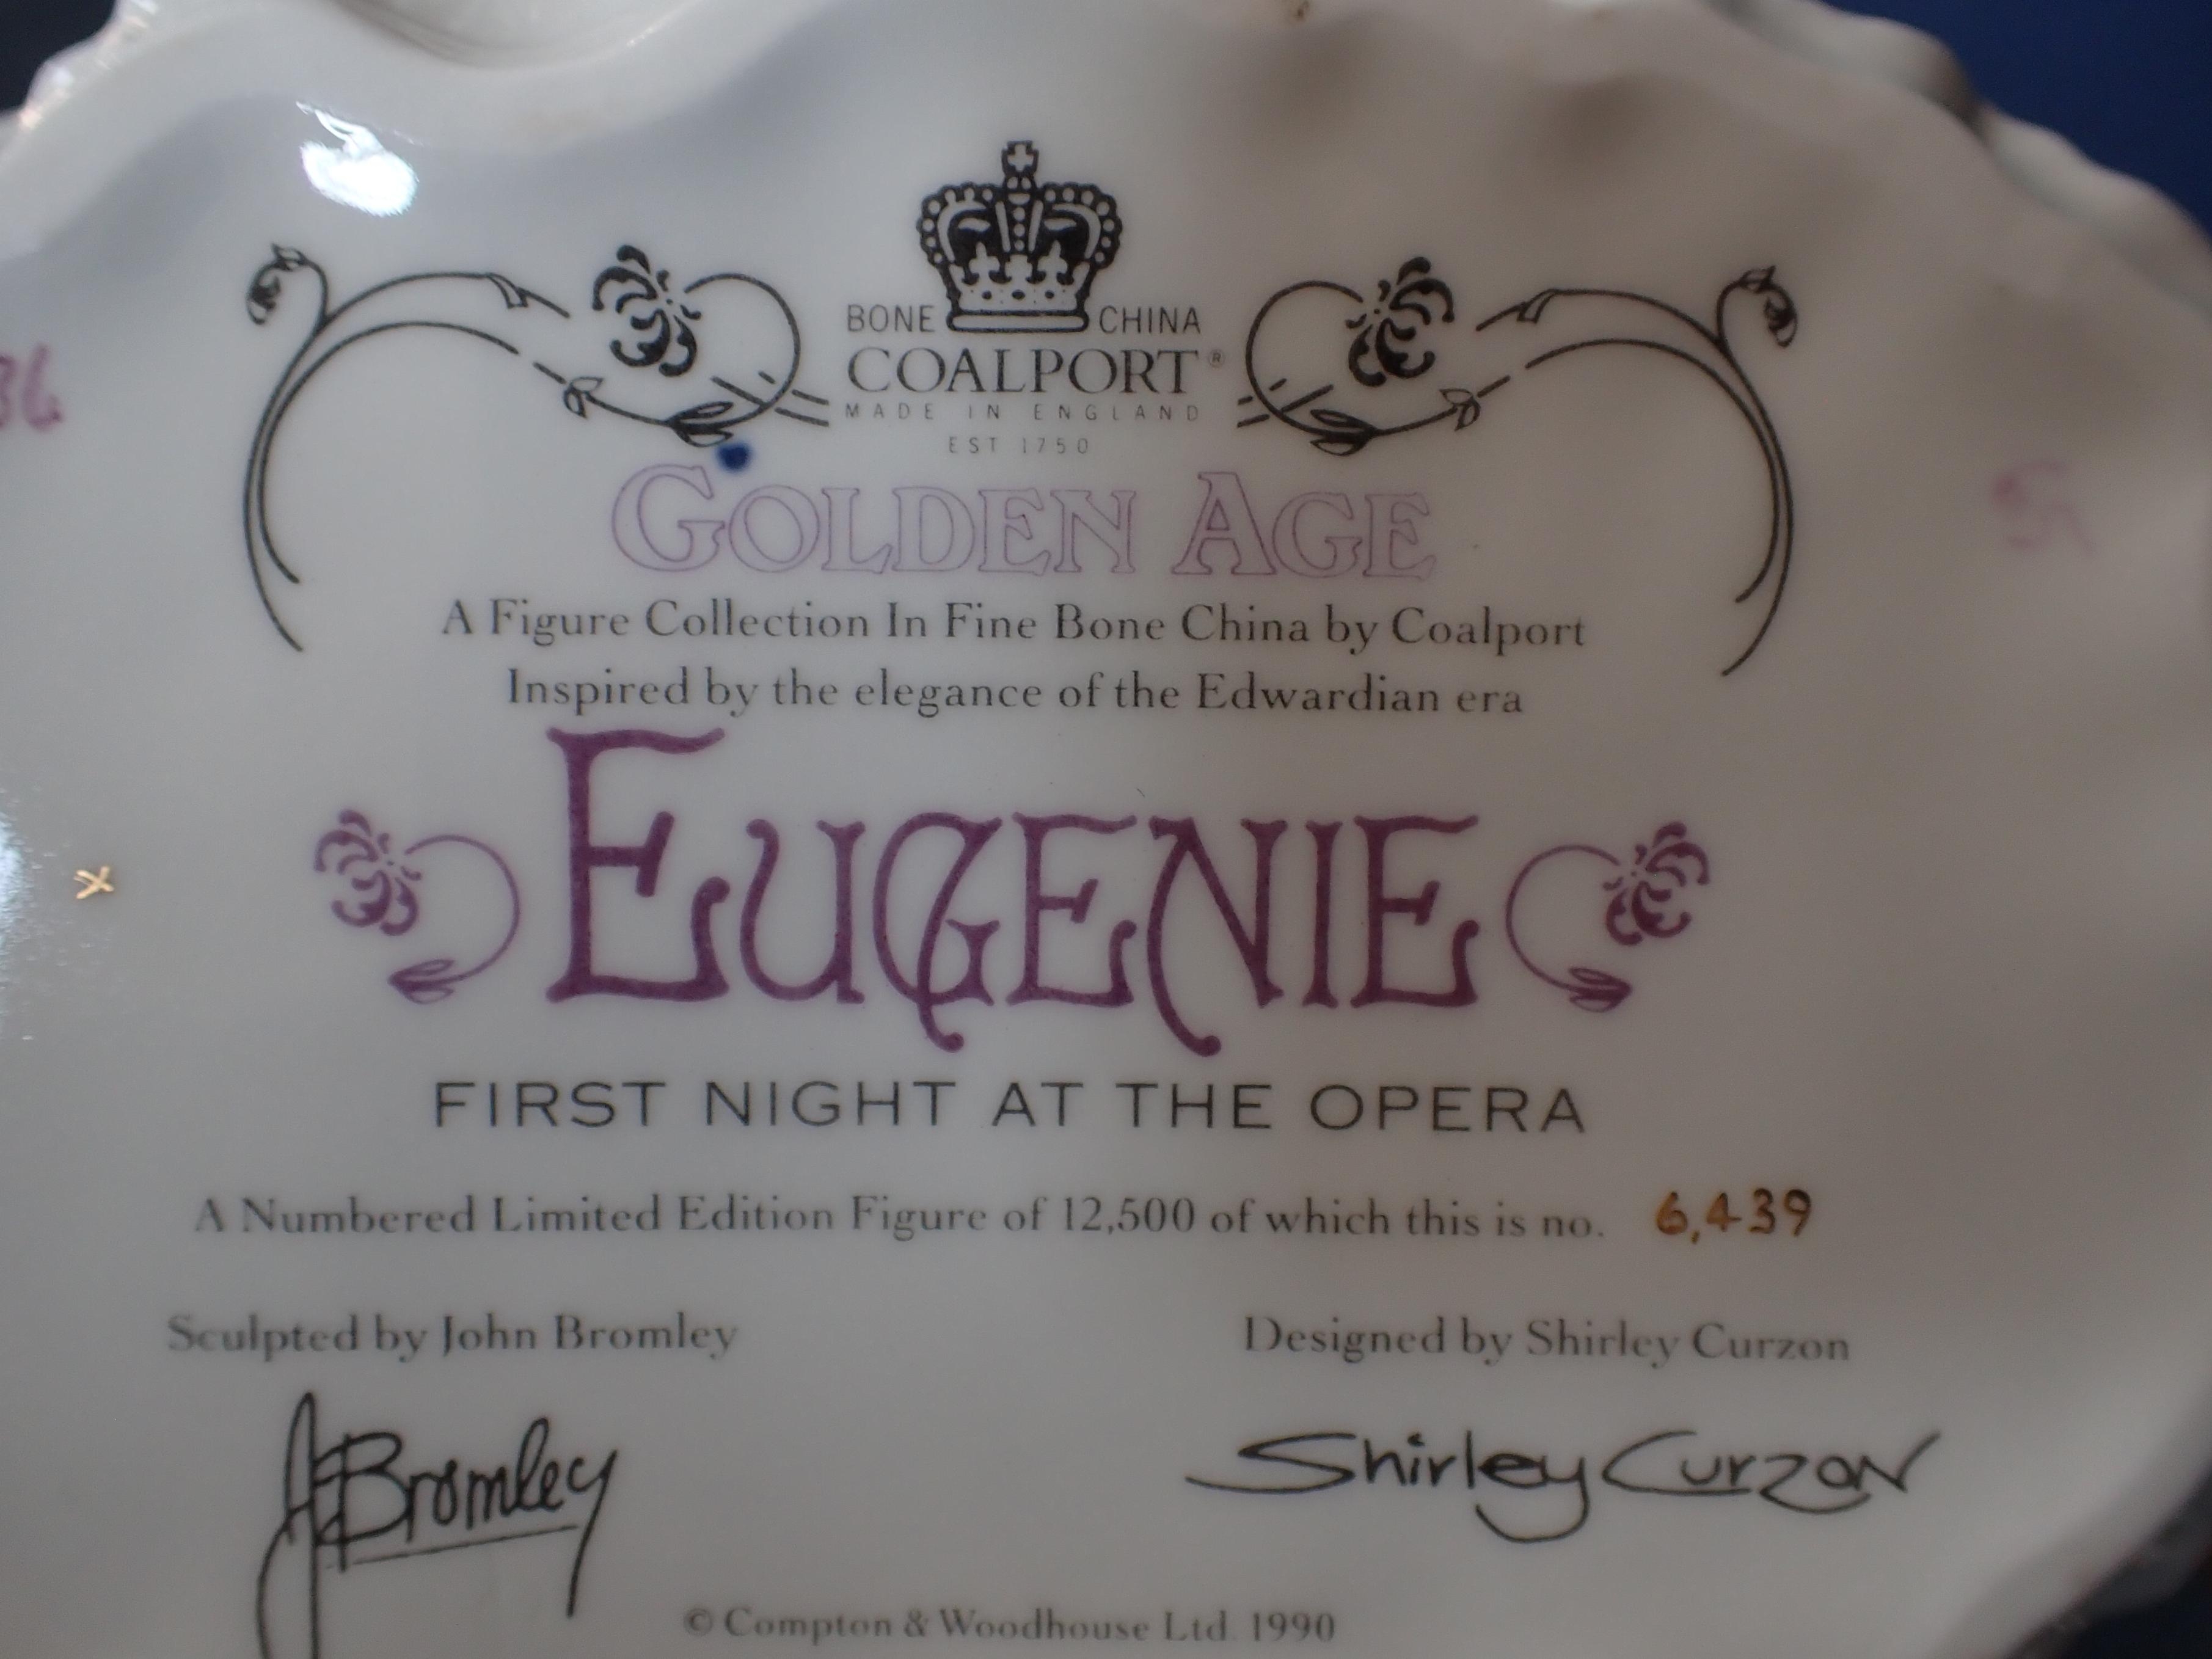 BONE CHINA
COALPORT®
MADE IN ENGLAND
EST 1750
GOLDEN AGE
A Figure Collection In Fine Bone China by Coalport
Inspired by the elegance of the Edwardian era
EUGENIE
FIRST NIGHT AT THE OPERA
A Numbered Limited Edition Figure of 12,500 of which this is no. 6,439
Sculpted by John Bromley
Designed by Shirley Curzon
J Bromley
Shirley Curzon
© Compton & Woodhouse Ltd. 1990